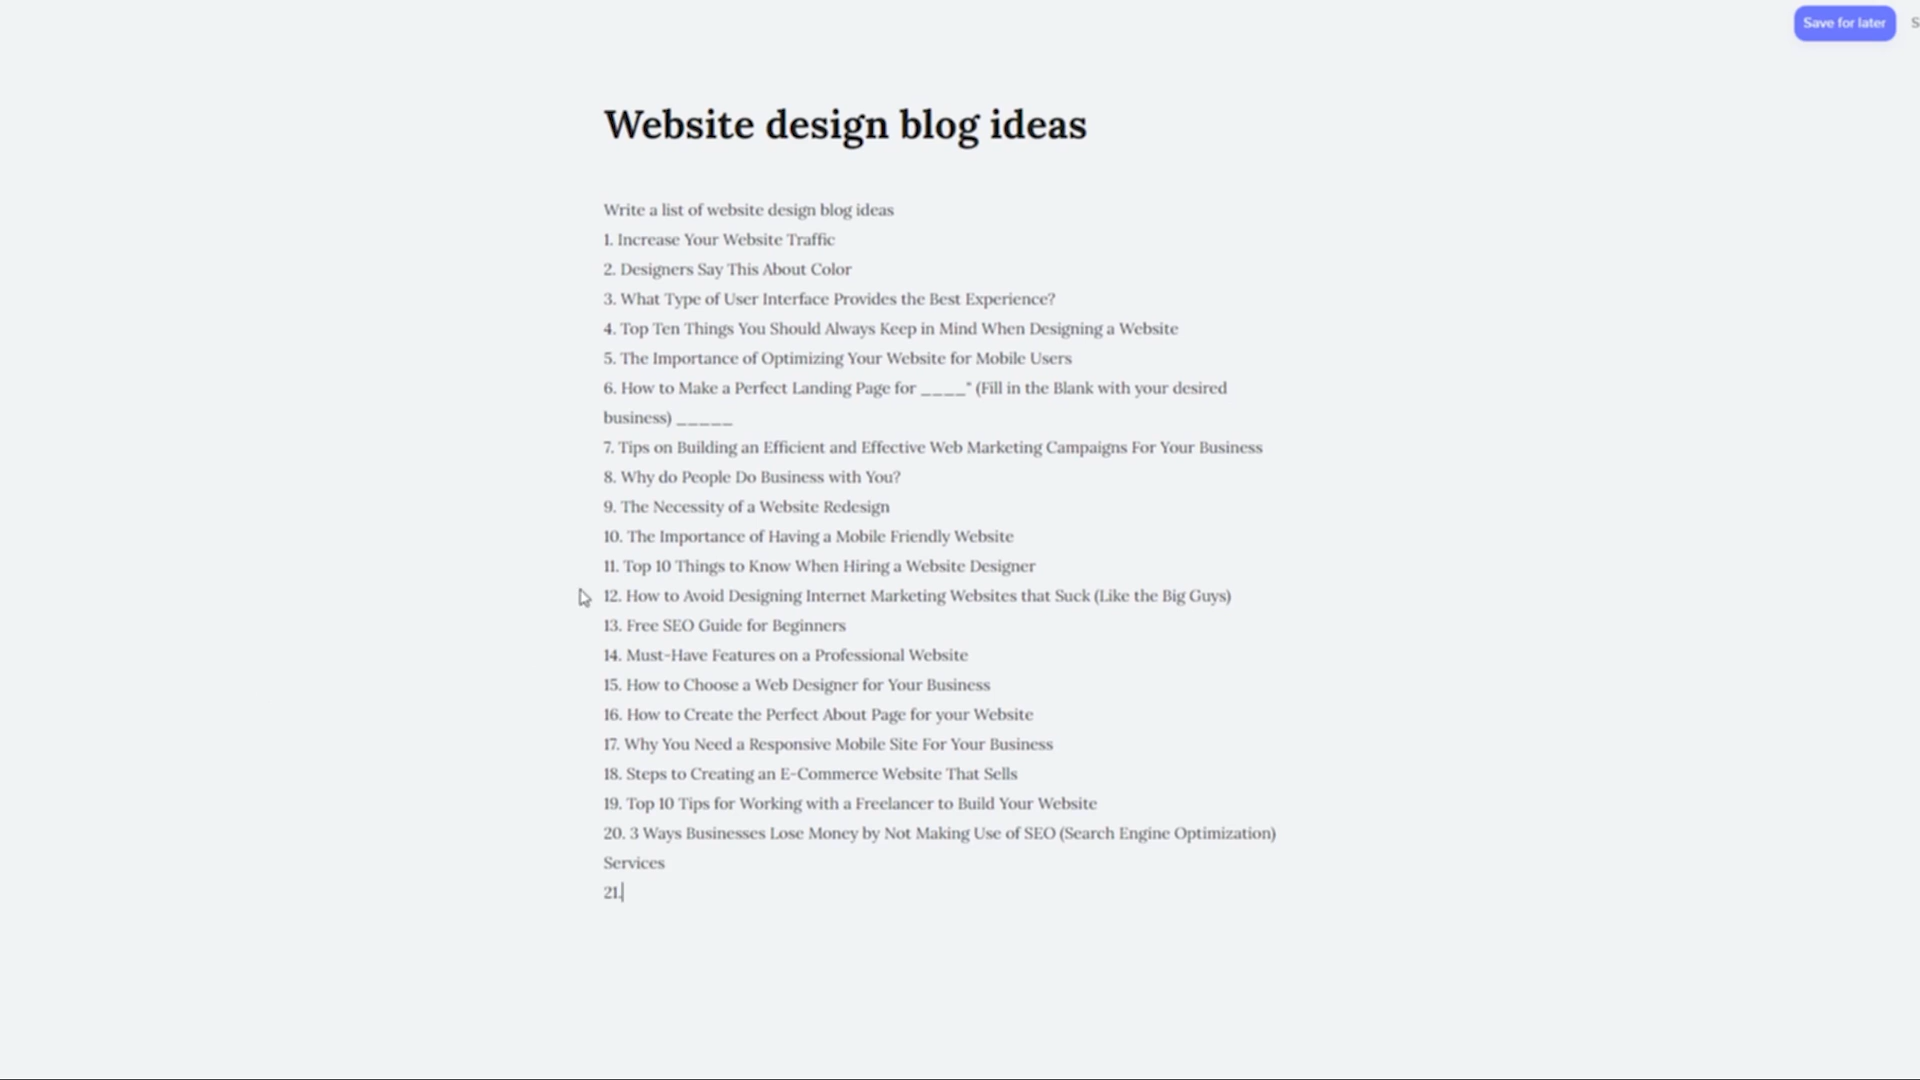 Save for later
S
Website design blog ideas
Write a list of website design blog ideas
1. Increase Your Website Traffic
2. Designers Say This About Color
3. What Type of User Interface Provides the Best Experience?
4. Top Ten Things You Should Always Keep in Mind When Designing a Website
5. The Importance of Optimizing Your Website for Mobile Users
6. How to Make a Perfect Landing Page for ____" (Fill in the Blank with your desired
business) _____
7. Tips on Building an Efficient and Effective Web Marketing Campaigns For Your Business
8. Why do People Do Business with You?
9. The Necessity of a Website Redesign
10. The Importance of Having a Mobile Friendly Website
11. Top 10 Things to Know When Hiring a Website Designer
12. How to Avoid Designing Internet Marketing Websites that Suck (Like the Big Guys)
13. Free SEO Guide for Beginners
14. Must-Have Features on a Professional Website
15. How to Choose a Web Designer for Your Business
16. How to Create the Perfect About Page for your Website
17. Why You Need a Responsive Mobile Site For Your Business
18. Steps to Creating an E-Commerce Website That Sells
19. Top 10 Tips for Working with a Freelancer to Build Your Website
20. 3 Ways Businesses Lose Money by Not Making Use of SEO (Search Engine Optimization)
Services
21.